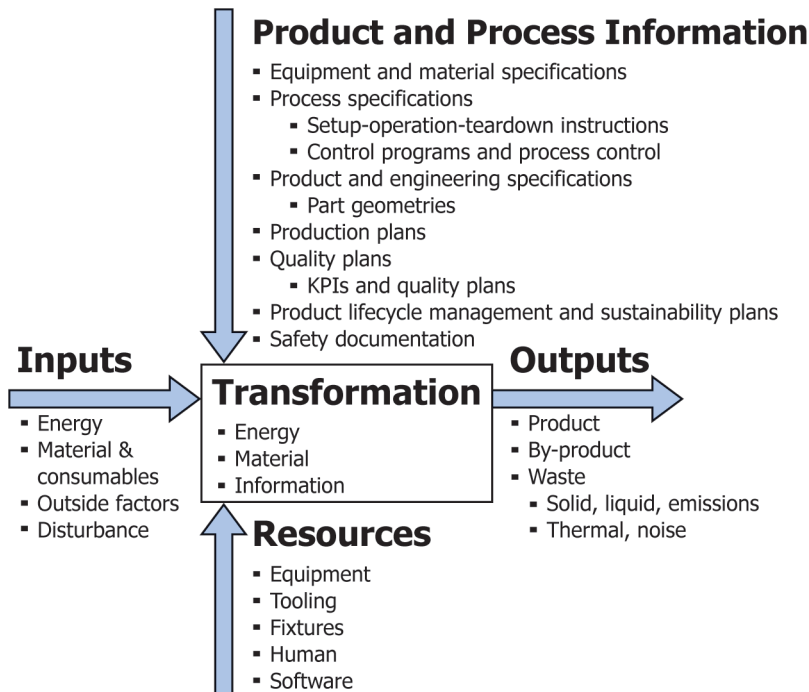 Product and Process Information
▪ Equipment and material specifications
▪ Process specifications
▪ Setup-operation-teardown instructions
▪ Control programs and process control
▪ Product and engineering specifications
▪ Part geometries
▪ Production plans
▪ Quality plans
▪ KPIs and quality plans
▪ Product lifecycle management and sustainability plans
▪ Safety documentation
Inputs
▪ Energy
▪ Material &
consumables
▪ Outside factors
▪ Disturbance
Transformation
▪ Energy
▪ Material
▪ Information
Outputs
▪ Product
▪ By-product
▪ Waste
▪ Solid, liquid, emissions
▪ Thermal, noise
Resources
▪ Equipment
▪ Tooling
▪ Fixtures
▪ Human
▪ Software